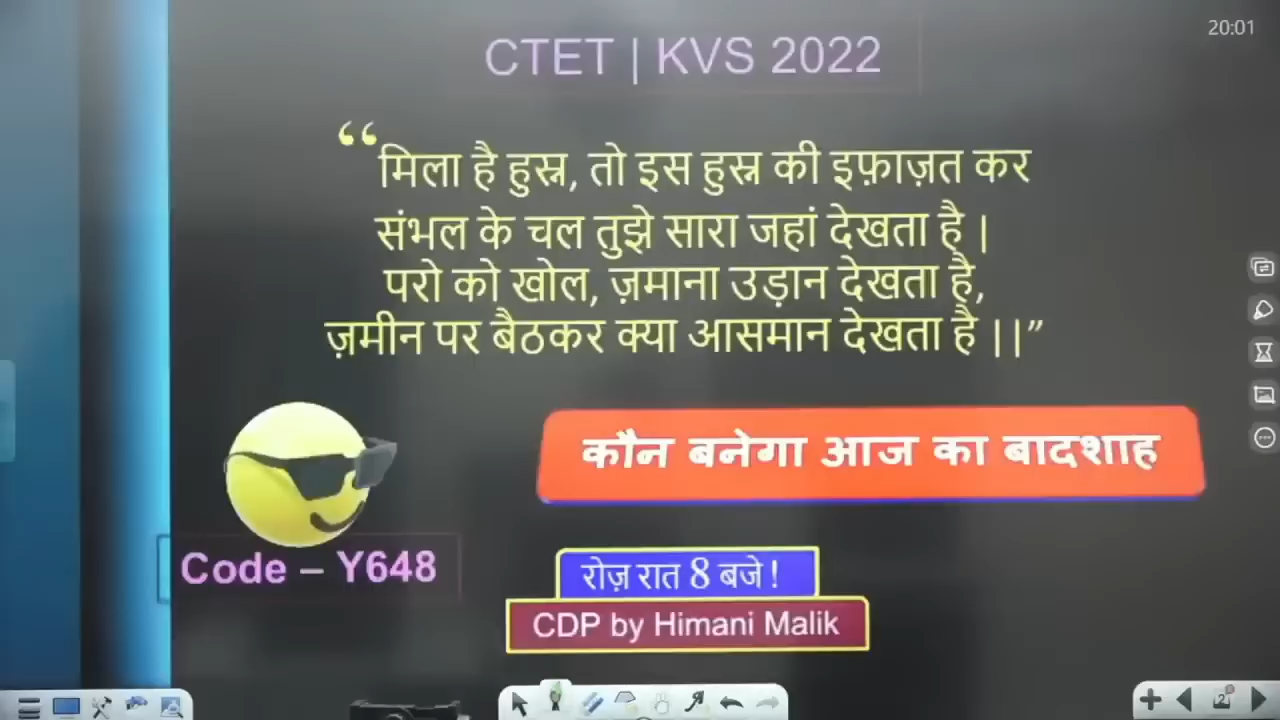 20:01
CTET | KVS 2022
“मिला है हुस्न, तो इस हुस्न की इफ़ाज़त कर
संभल के चल तुझे सारा जहां देखता है |
परो को खोल, ज़माना उड़ान देखता है,
ज़मीन पर बैठकर क्या आसमान देखता है ||”
कौन बनेगा आज का बादशाह
Code – Y648
रोज़ रात 8 बजे!
CDP by Himani Malik
2